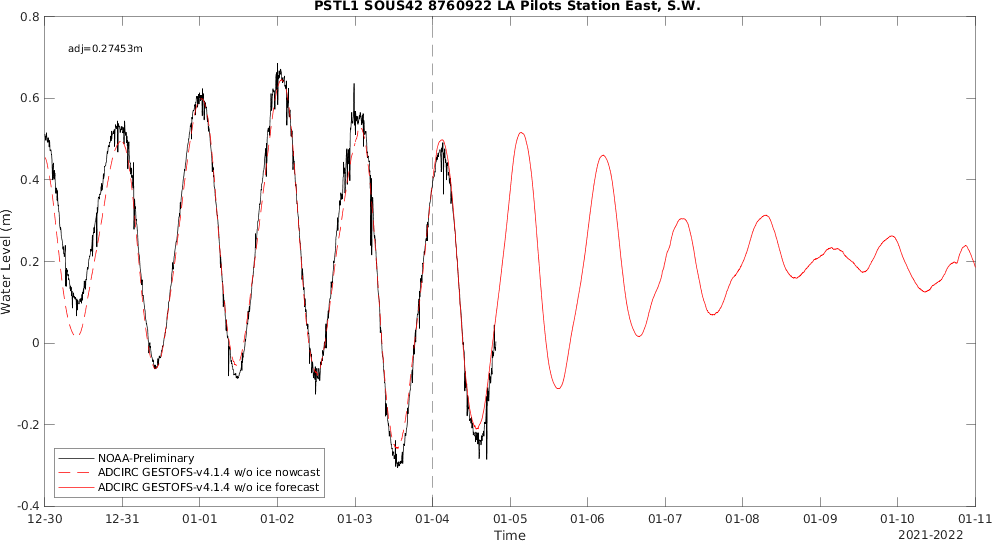 PSTL1 SOUS42 8760922 LA Pilots Station East, S.W.
adj=0.27453m
Water Level (m)
0.8
0.6
0.4
0.2
0
-0.2
-0.4
NOAA-Preliminary
ADCIRC GESTOFS-v4.1.4 w/o ice nowcast
ADCIRC GESTOFS-v4.1.4 w/o ice forecast
12-30 12-31 01-01 01-02 01-03 01-04 01-05 01-06 01-07 01-08 01-09 01-10 01-11
Time
2021-2022